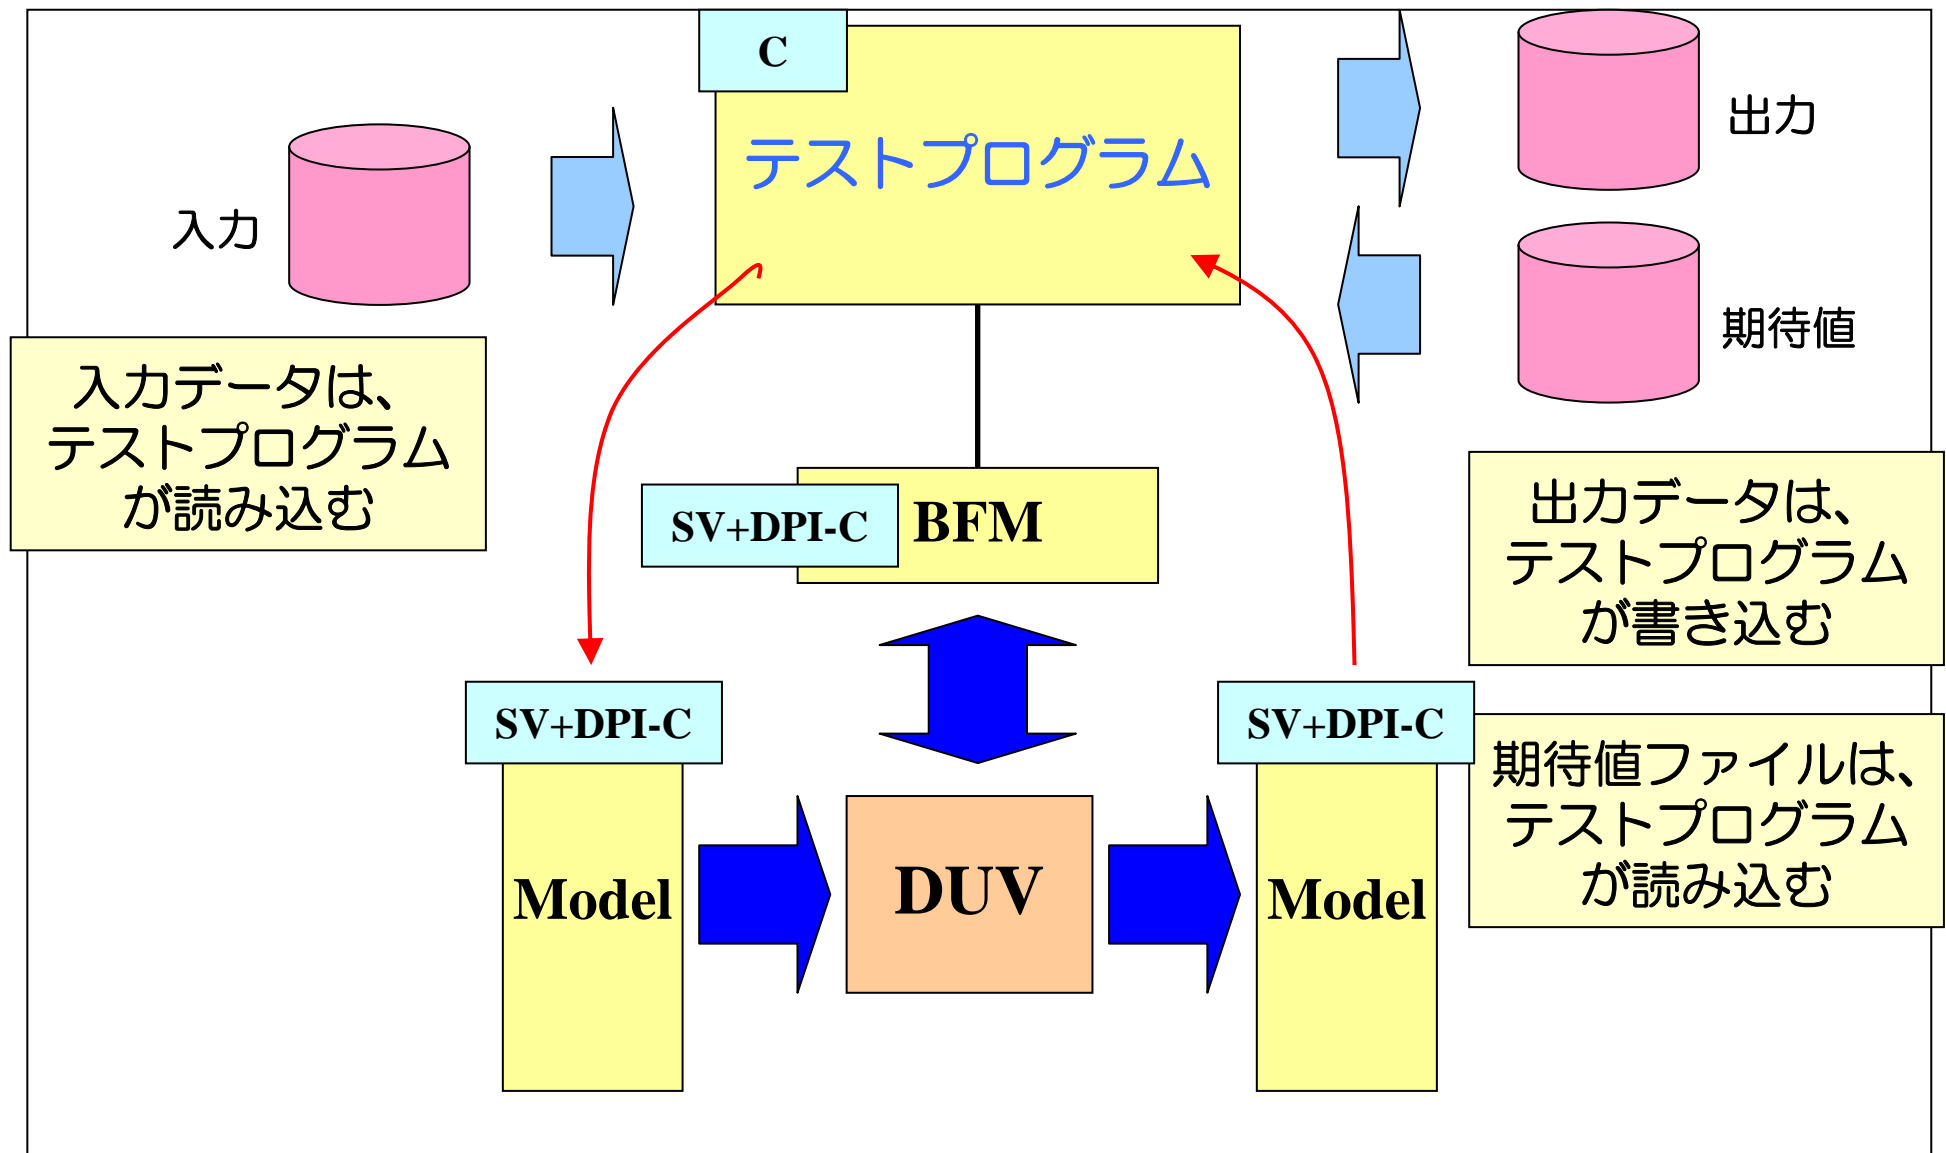 C
テストプログラム
出力
入力
期待値
入力データは、
テストプログラム
が読み込む
SV+DPI-C
BFM
出力データは、
テストプログラム
が書き込む
SV+DPI-C
SV+DPI-C
期待値ファイルは、
テストプログラム
が読み込む
Model
DUV
Model